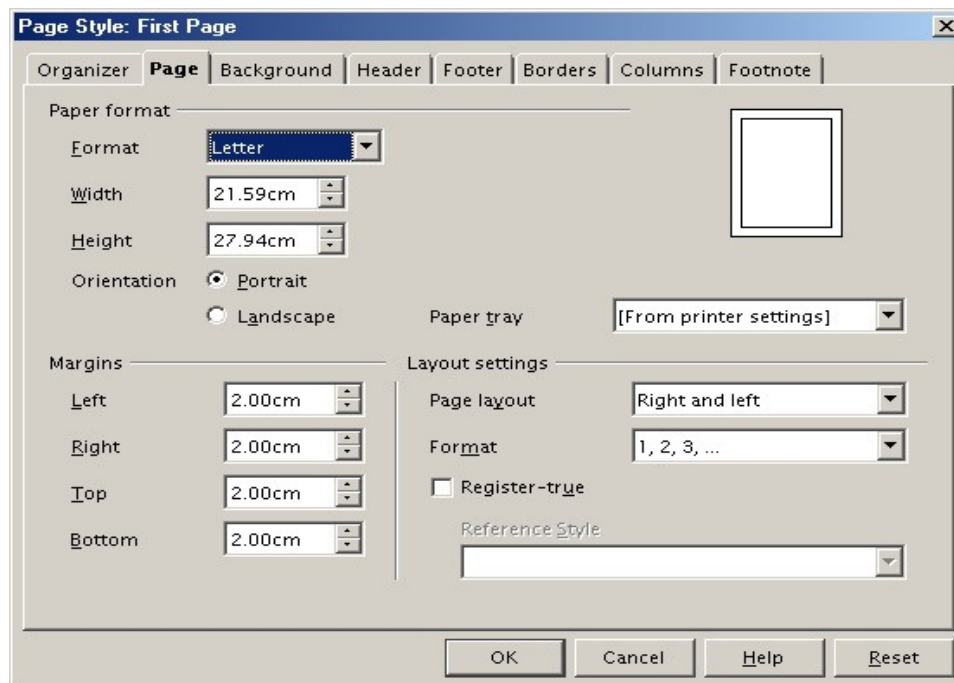 Page Style: First Page
Organizer Page Background Header Footer Borders Columns Footnote
Paper format
Format Letter
Width 21.59cm
Height 27.94cm
Orientation Portrait
Landscape Paper tray [From printer settings]
Margins Layout settings
Left 2.00cm Page layout Right and left
Right 2.00cm Format 1, 2, 3, ...
Top 2.00cm Register-true
Reference Style
Bottom 2.00cm
OK Cancel Help Reset